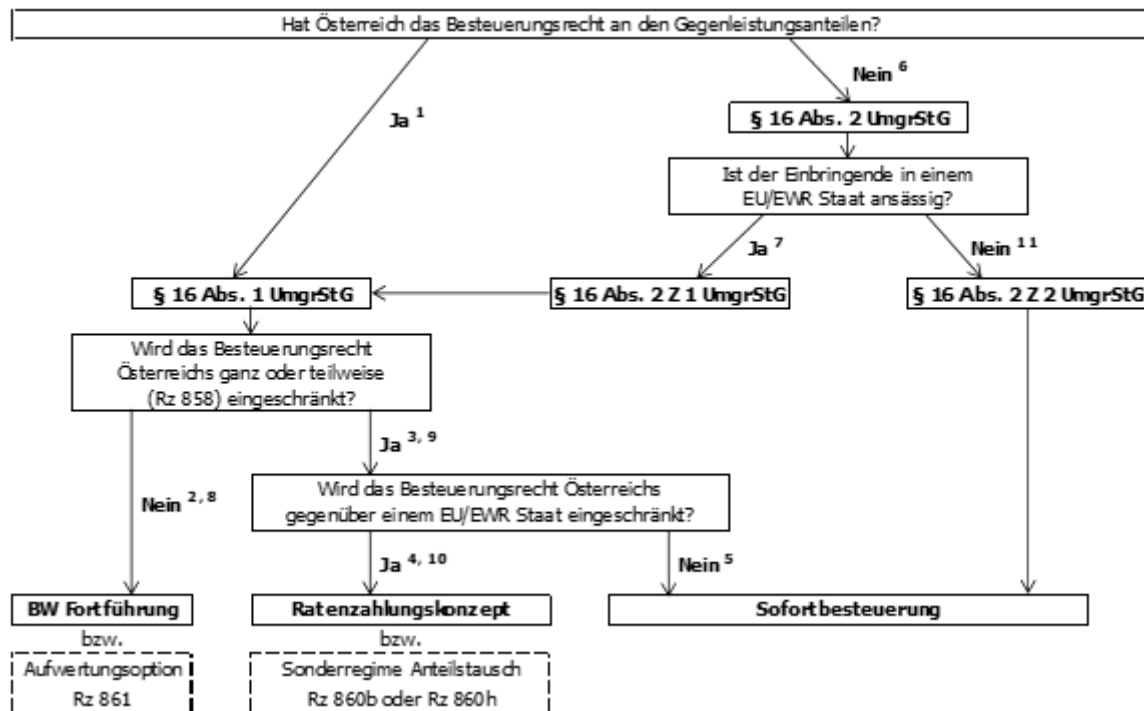 Hat Österreich das Besteuerungsrecht an den Gegenleistungsanteilen?
Nein 6
Ja 1
§ 16 Abs. 2 UmgrStG
Ist der Einbringende in einem
EU/EWR Staat ansässig?
Ja 7
Nein 11
§ 16 Abs. 1 UmgrStG
§ 16 Abs. 2 Z 1 UmgrStG
§ 16 Abs. 2 Z 2 UmgrStG
Wird das Besteuerungsrecht
Österreichs ganz oder teilweise
(Rz 858) eingeschränkt?
Ja 3, 9
Nein 2, 8
Wird das Besteuerungsrecht Österreichs
gegenüber einem EU/EWR Staat eingeschränkt?
Ja 4, 10
Nein 5
BW Fortführung
Ratenzahlungskonzept
Sofortbesteuerung
bzw.
bzw.
Aufwertungsoption
Rz 861
Sonderregime Anteilstausch
Rz 860b oder Rz 860h